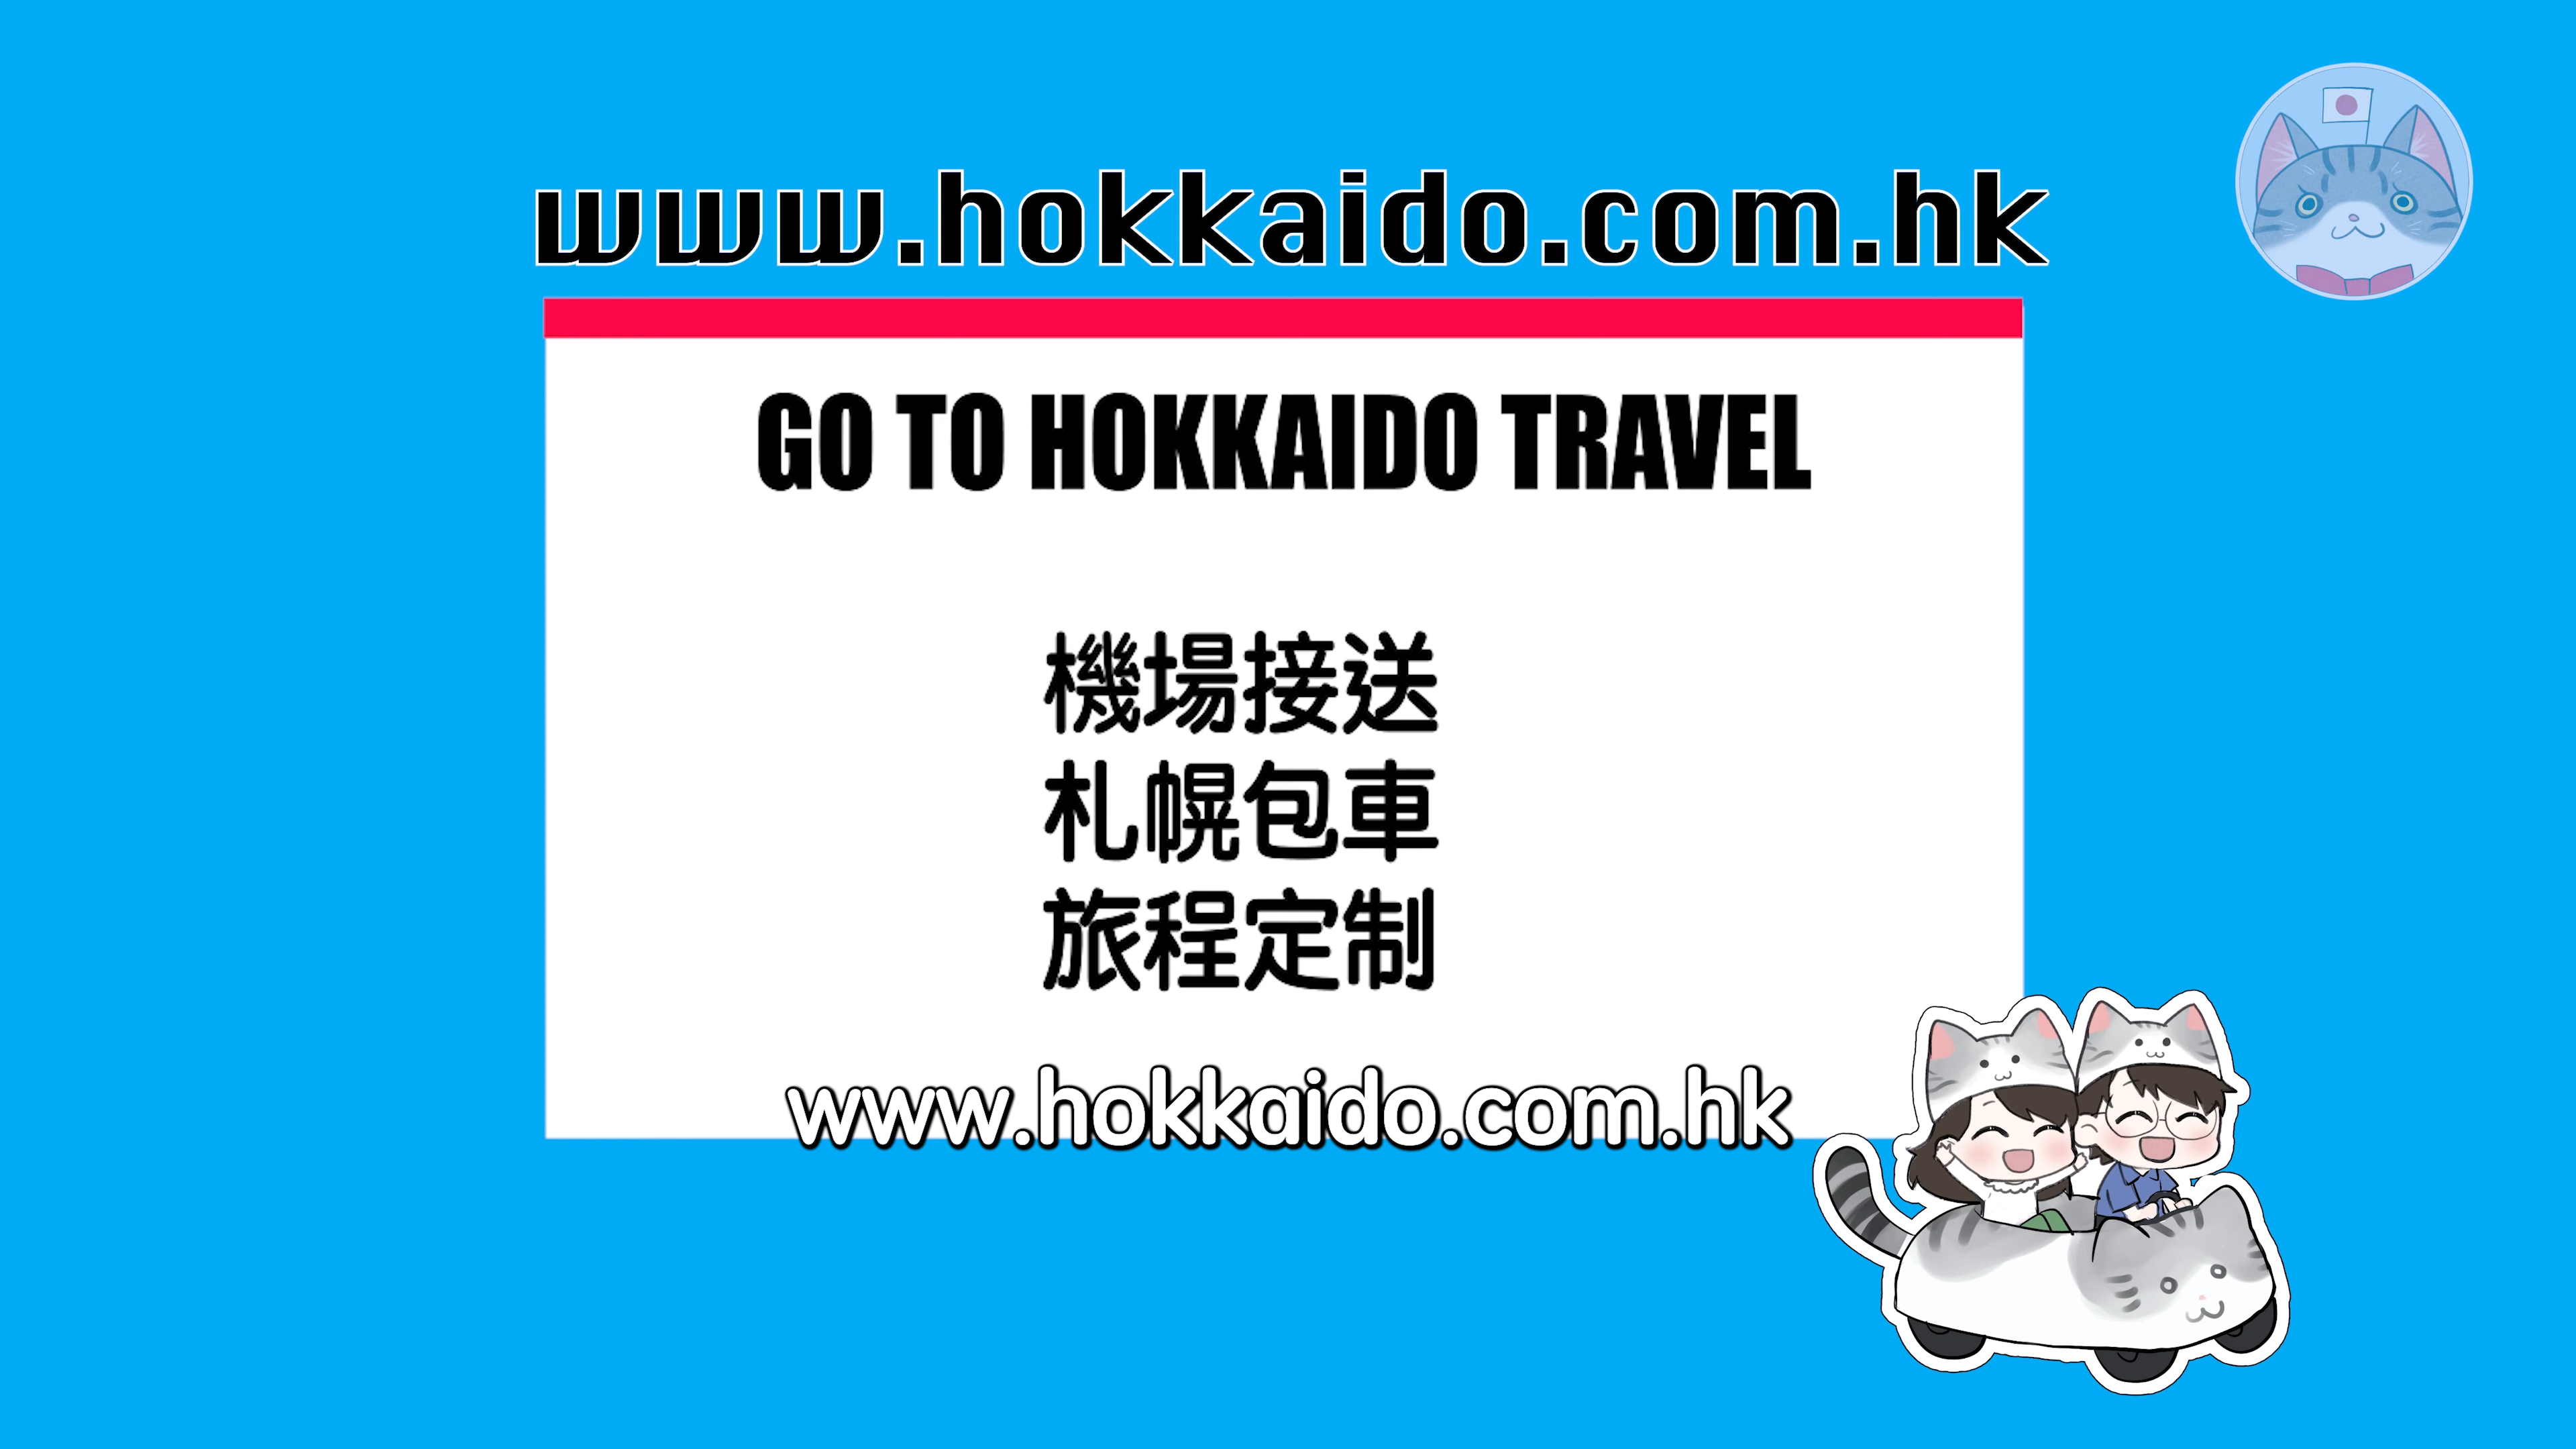 www.hokkaido.com.hk
GO TO HOKKAIDO TRAVEL
機場接送
札幌包車
旅程定制
www.hokkaido.com.hk